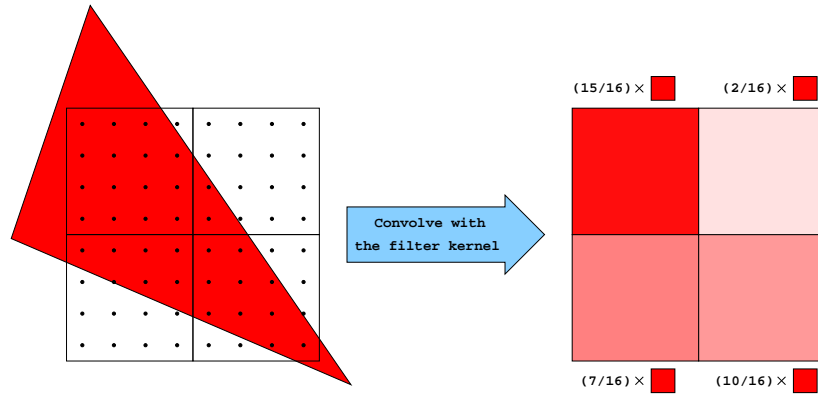 (15/16)× (2/16)×
Convolve with
the filter kernel
(7/16)× (10/16)×